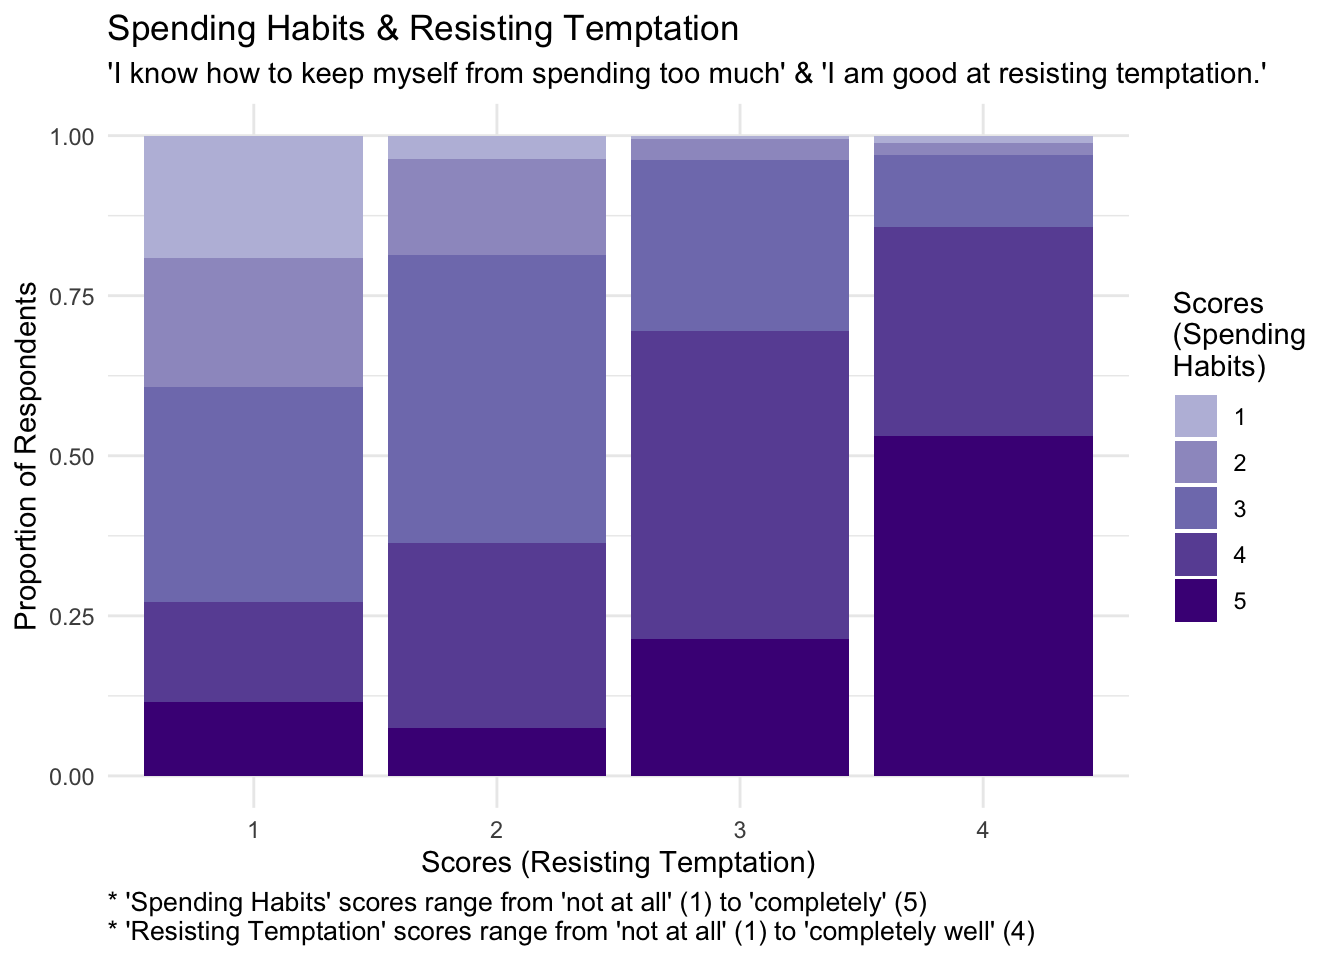 Spending Habits & Resisting Temptation
'I know how to keep myself from spending too much' & 'I am good at resisting temptation.'
Proportion of Respondents
1.00
0.75
0.50
0.25
0.00
1
2
3
4
Scores (Resisting Temptation)
Scores
(Spending
Habits)
1
2
3
4
5
* 'Spending Habits' scores range from 'not at all' (1) to 'completely' (5)
* 'Resisting Temptation' scores range from 'not at all' (1) to 'completely well' (4)